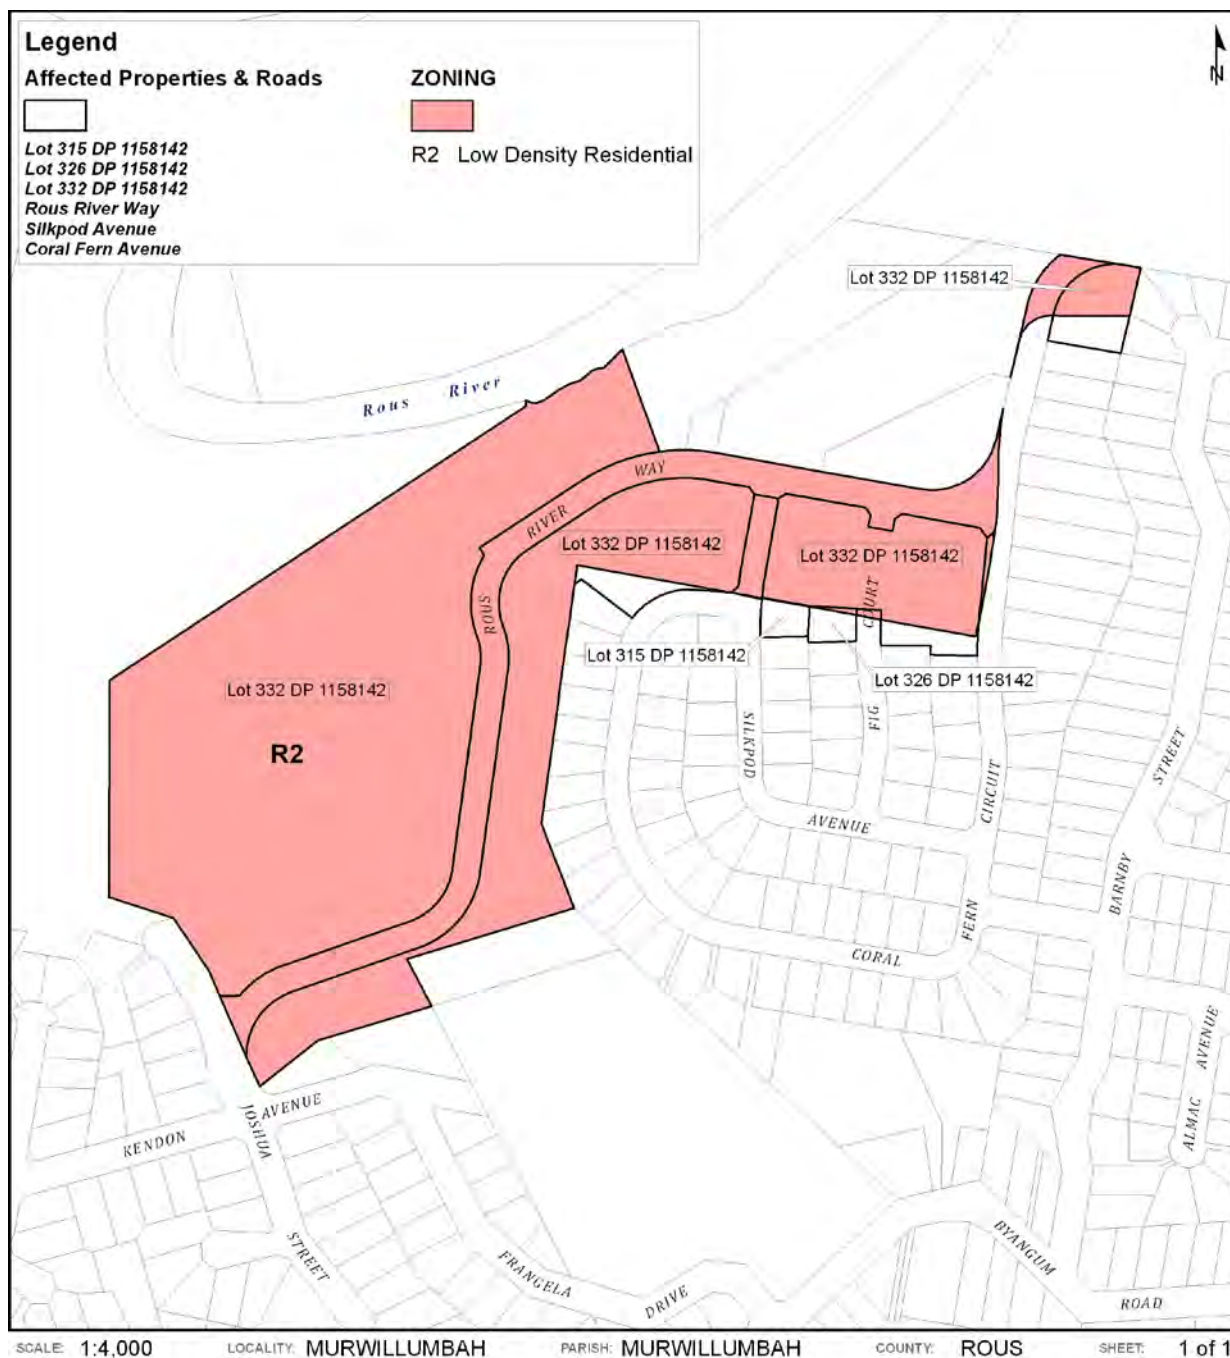 Legend
Affected Properties & Roads
ZONING
Lot 315 DP 1158142
Lot 326 DP 1158142
Lot 332 DP 1158142
Rous River Way
Silkpod Avenue
Coral Fern Avenue
R2 Low Density Residential
N
Lot 332 DP 1158142
Rous River
WAY
RIVER
ROUS
Lot 332 DP 1158142
Lot 332 DP 1158142
COURT
FIG
Lot 315 DP 1158142
Lot 326 DP 1158142
Lot 332 DP 1158142
R2
SILKPOD
AVENUE
CIRCUIT
FERN
CORAL
BARNBY
STREET
ALMAC AVENUE
KENDON
AVENUE
JOSHUA
STREET
FRANGELA
DRIVE
BYANGUM
ROAD
SCALE: 1:4,000 LOCALITY: MURWILLUMBAH PARISH: MURWILLUMBAH COUNTY: ROUS SHEET: 1 of 1